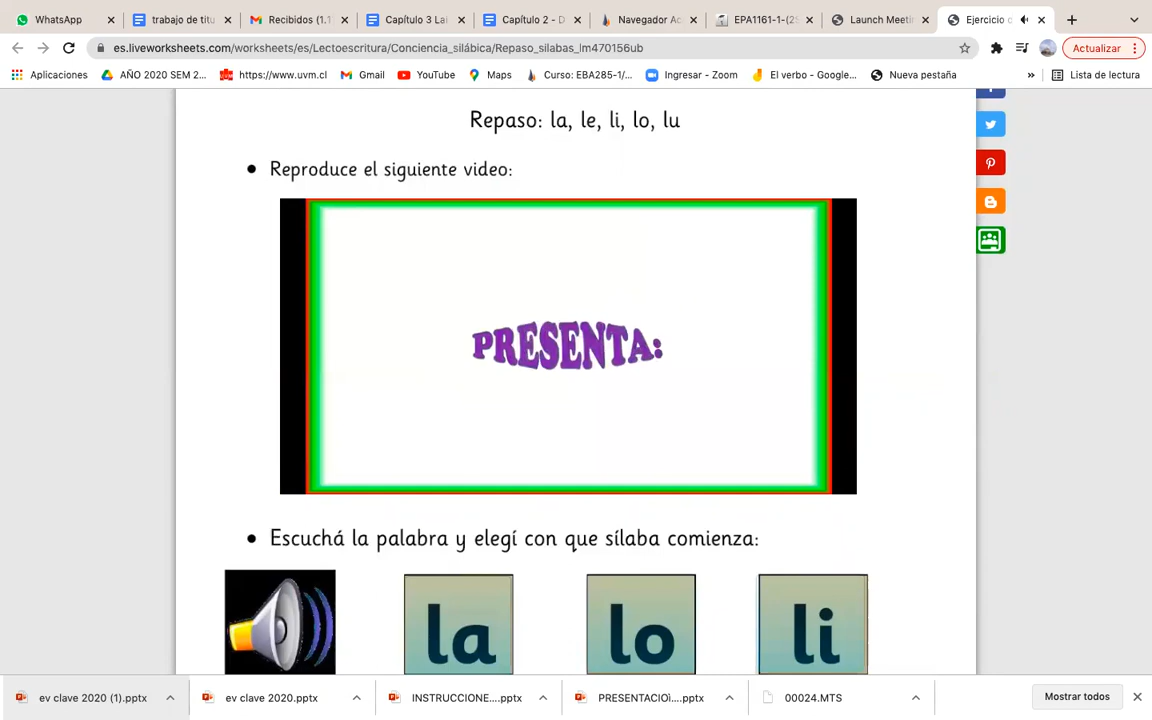 WhatsApp
trabajo de titu
Recibidos (1.1
Capítulo 3 Lai
Capítulo 2 - D
Navegador Ac
EPA1161-1-(25
Launch Meeti
Ejercicio d
es.liveworksheets.com/worksheets/es/Lectoescritura/Conciencia_silábica/Repaso_silabas_lm470156ub
Actualizar
Aplicaciones
AÑO 2020 SEM 2...
https://www.uvm.cl
Gmail
YouTube
Maps
Curso: EBA285-1/...
Ingresar - Zoom
El verbo - Google...
Nueva pestaña
»
Lista de lectura
Repaso: la, le, li, lo, lu
• Reproduce el siguiente video:
PRESENTA:
• Escuchá la palabra y elegí con que sílaba comienza:
la
lo
li
ev clave 2020 (1).pptx
ev clave 2020.pptx
INSTRUCCIONE....pptx
PRESENTACIOì....pptx
00024.MTS
Mostrar todos